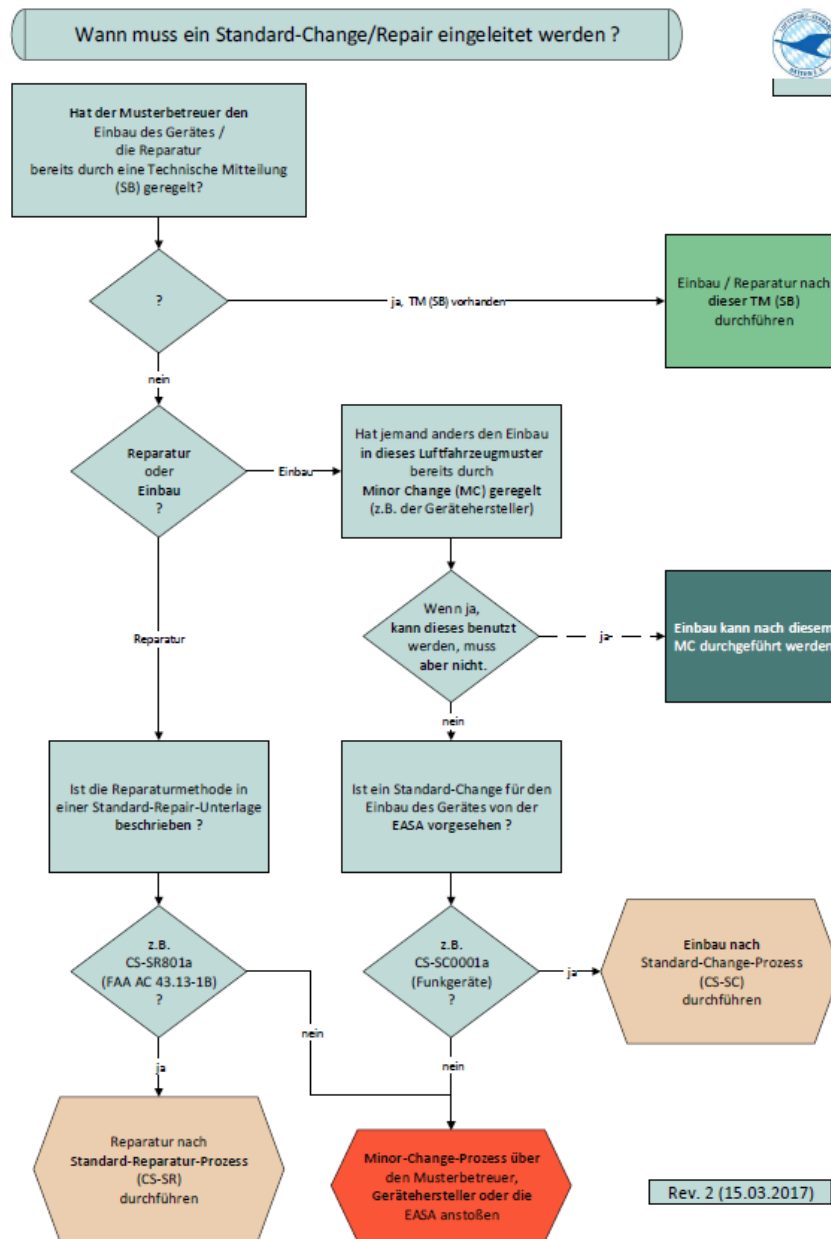 Wann muss ein Standard-Change/Repair eingeleitet werden ?
Hat der Musterbetreuer den
Einbau des Gerätes /
die Reparatur
bereits durch eine Technische Mitteilung
(SB) geregelt?
?
ja, TM (SB) vorhanden
Einbau / Reparatur nach
dieser TM (SB)
durchführen
nein
Reparatur
oder
Einbau
?
Einbau
Hat jemand anders den Einbau
in dieses Luftfahrzeugmuster
bereits durch
Minor Change (MC) geregelt
(z.B. der Gerätehersteller)
Reparatur
Wenn ja,
kann dieses benutzt
werden, muss
aber nicht.
ja
Einbau kann nach diesem
MC durchgeführt werden
nein
Ist die Reparaturmethode in
einer Standard-Repair-Unterlage
beschrieben ?
Ist ein Standard-Change für den
Einbau des Gerätes von der
EASA vorgesehen ?
z.B.
CS-SR801a
(FAA AC 43.13-1B)
?
z.B.
CS-SC0001a
(Funkgeräte)
?
ja
Einbau nach
Standard-Change-Prozess
(CS-SC)
durchführen
nein
nein
ja
Reparatur nach
Standard-Reparatur-Prozess
(CS-SR)
durchführen
Minor-Change-Prozess über
den Musterbetreuer,
Gerätehersteller oder die
EASA anstoßen
Rev. 2 (15.03.2017)